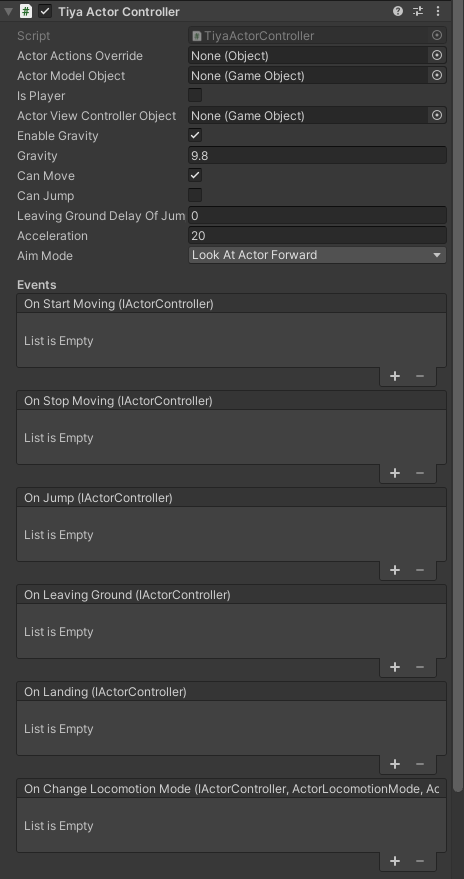 Tiya Actor Controller
Script TiyaActorController
Actor Actions Override None (Object)
Actor Model Object None (Game Object)
Is Player
Actor View Controller Object None (Game Object)
Enable Gravity
Gravity 9.8
Can Move
Can Jump
Leaving Ground Delay Of Jum 0
Acceleration 20
Aim Mode Look At Actor Forward
Events
On Start Moving (IActorController)
List is Empty
On Stop Moving (IActorController)
List is Empty
On Jump (IActorController)
List is Empty
On Leaving Ground (IActorController)
List is Empty
On Landing (IActorController)
List is Empty
On Change Locomotion Mode (IActorController, ActorLocomotionMode, Ac
List is Empty